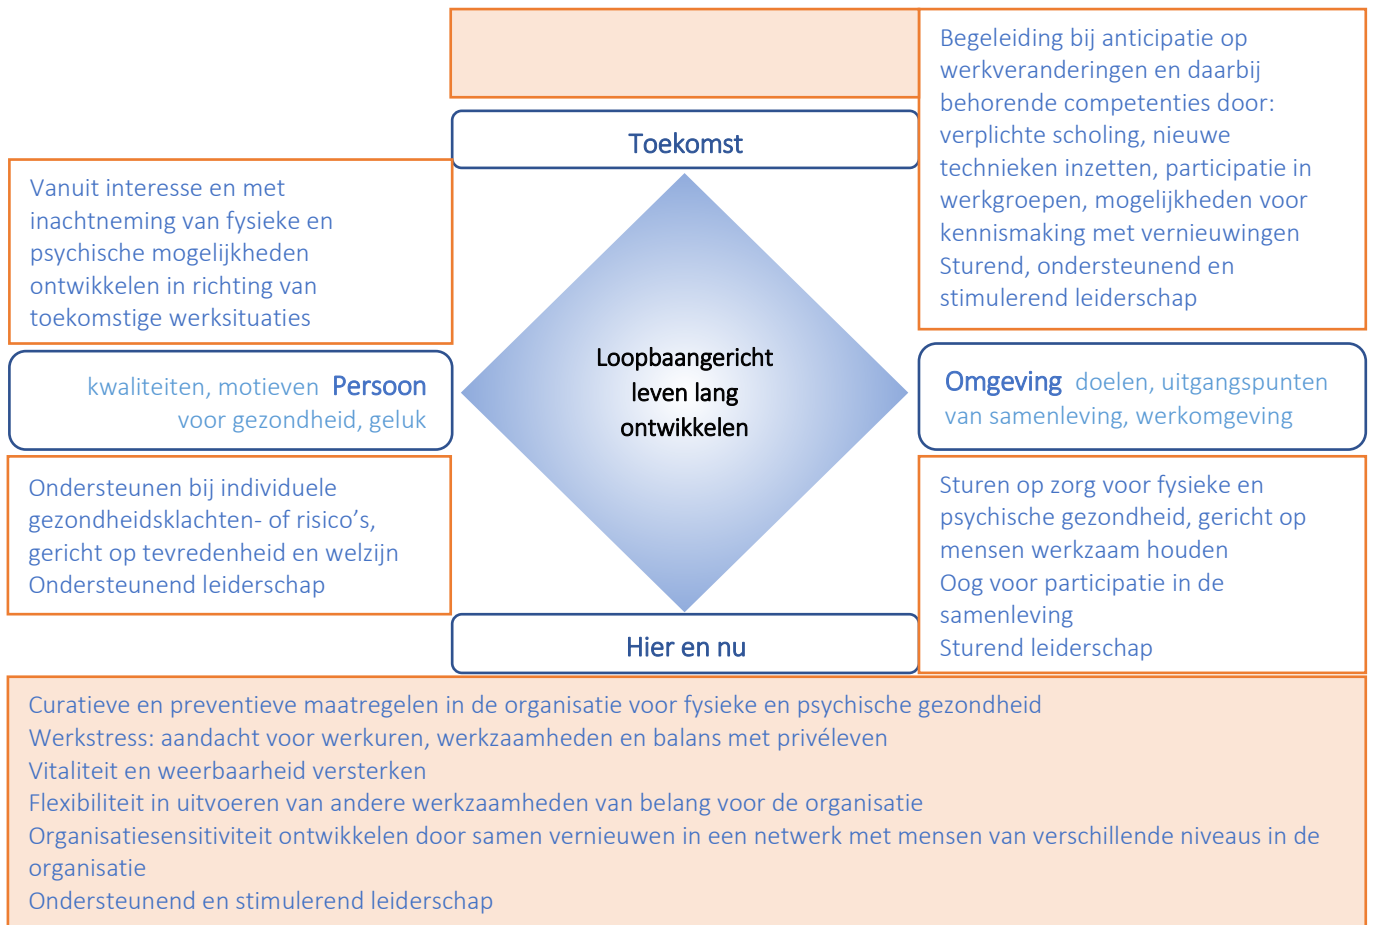 Begeleiding bij anticipatie op
werkveranderingen en daarbij
behorende competenties door:
verplichte scholing, nieuwe
technieken inzetten, participatie in
werkgroepen, mogelijkheden voor
kennismaking met vernieuwingen
Sturend, ondersteunend en
stimulerend leiderschap
Toekomst
Vanuit interesse en met
inachtneming van fysieke en
psychische mogelijkheden
ontwikkelen in richting van
toekomstige werksituaties
Loopbaangericht
leven lang
ontwikkelen
kwaliteiten, motieven Persoon
voor gezondheid, geluk
Omgeving doelen, uitgangspunten
van samenleving, werkomgeving
Ondersteunen bij individuele
gezondheidsklachten- of risico’s,
gericht op tevredenheid en welzijn
Ondersteunend leiderschap
Sturen op zorg voor fysieke en
psychische gezondheid, gericht op
mensen werkzaam houden
Oog voor participatie in de
samenleving
Sturend leiderschap
Hier en nu
Curatieve en preventieve maatregelen in de organisatie voor fysieke en psychische gezondheid
Werkstress: aandacht voor werkuren, werkzaamheden en balans met privéleven
Vitaliteit en weerbaarheid versterken
Flexibiliteit in uitvoeren van andere werkzaamheden van belang voor de organisatie
Organisatiesensitiviteit ontwikkelen door samen vernieuwen in een netwerk met mensen van verschillende niveaus in de
organisatie
Ondersteunend en stimulerend leiderschap